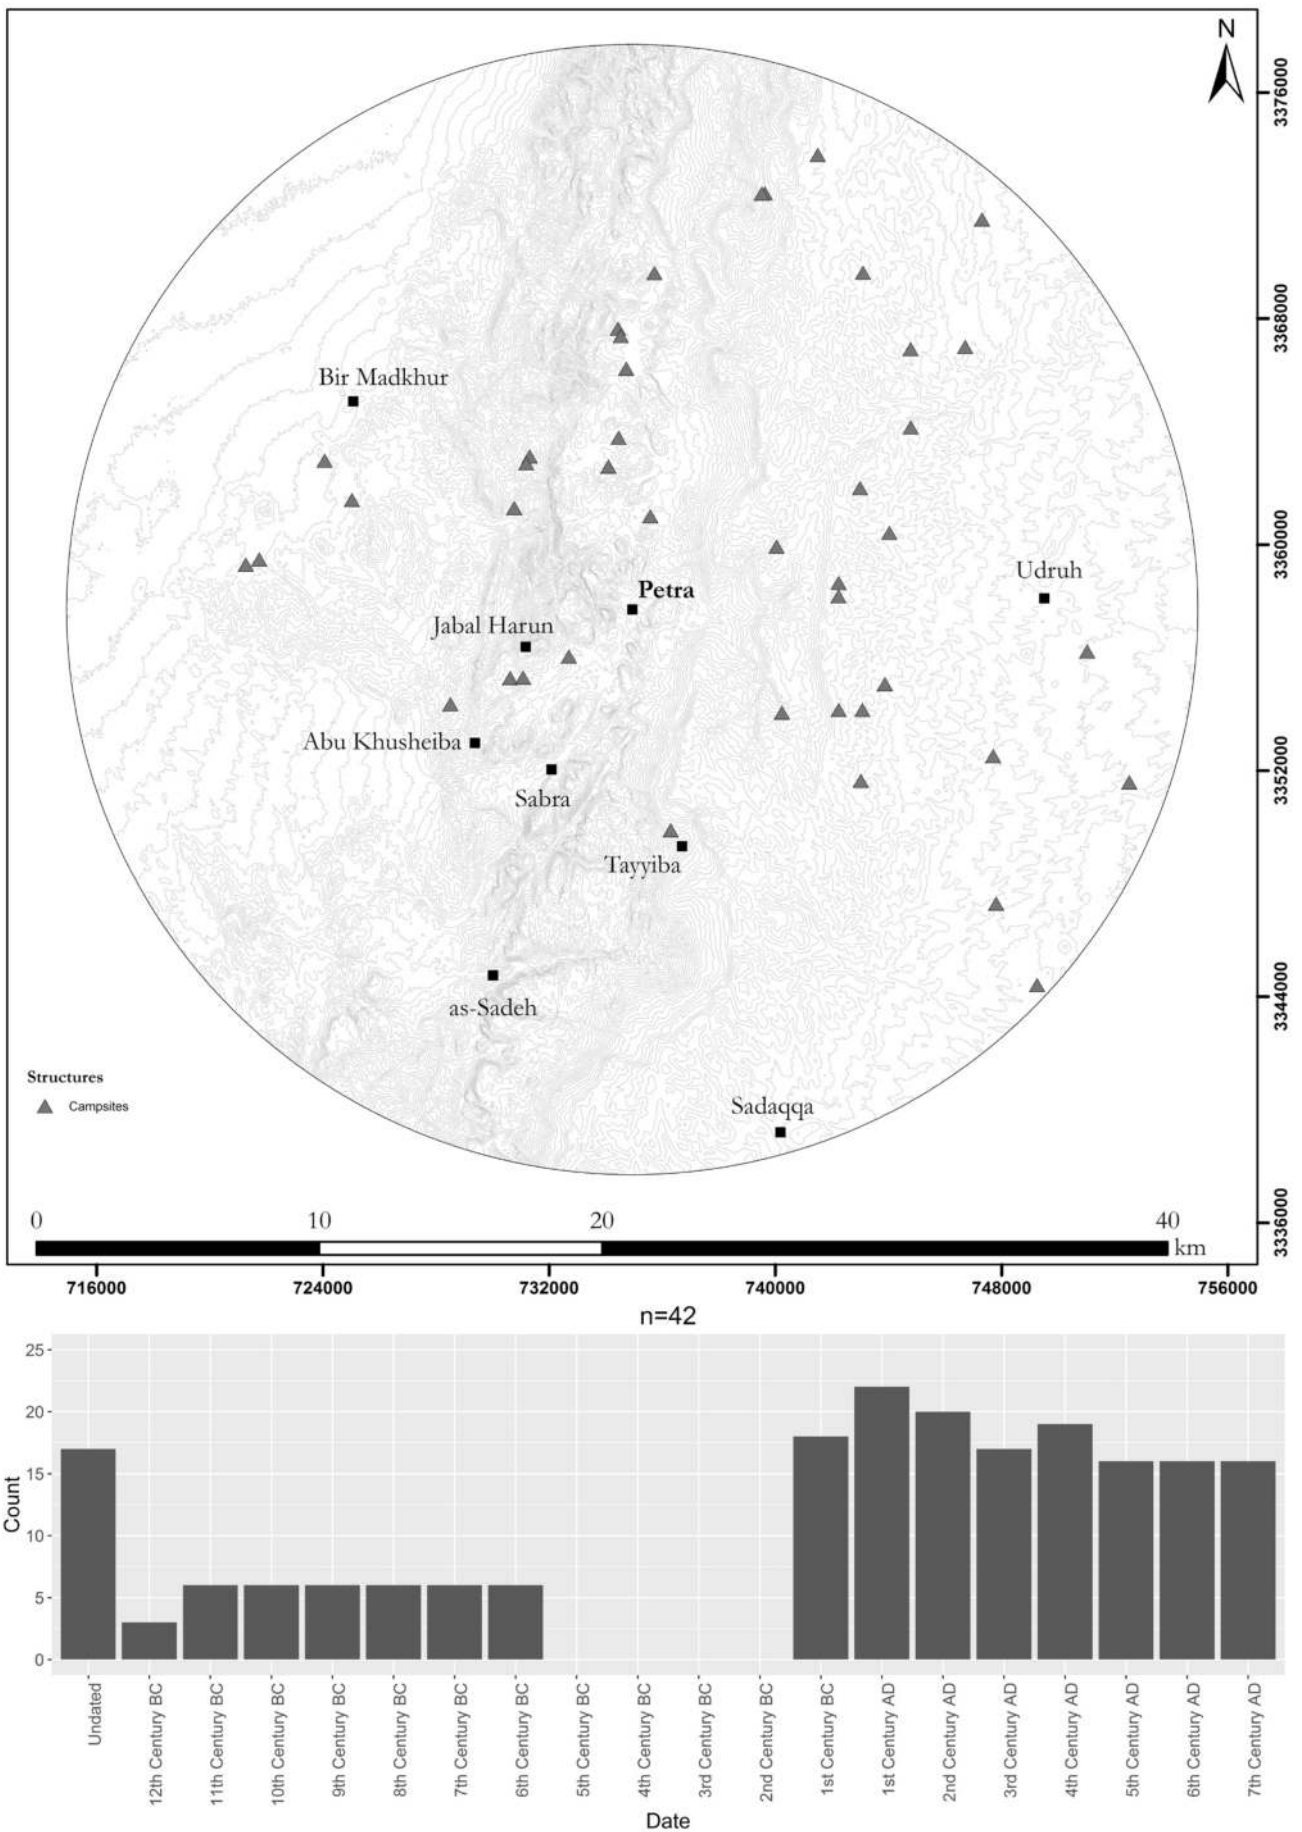 N
3376000
3368000
Bir Madkhur
3360000
Udruh
Petra
Jabal Harun
Abu Khusheiba
3352000
Sabra
Tayyiba
3344000
as-Sadeh
Structures
Campsites
Sadaqqa
3336000
0 10 20 40
km
716000 724000 732000 740000 748000 756000
n=42
Count
25
20
15
10
5
0
Undated
12th Century BC
11th Century BC
10th Century BC
9th Century BC
8th Century BC
7th Century BC
6th Century BC
5th Century BC
4th Century BC
3rd Century BC
2nd Century BC
1st Century BC
1st Century AD
2nd Century AD
3rd Century AD
4th Century AD
5th Century AD
6th Century AD
7th Century AD
Date